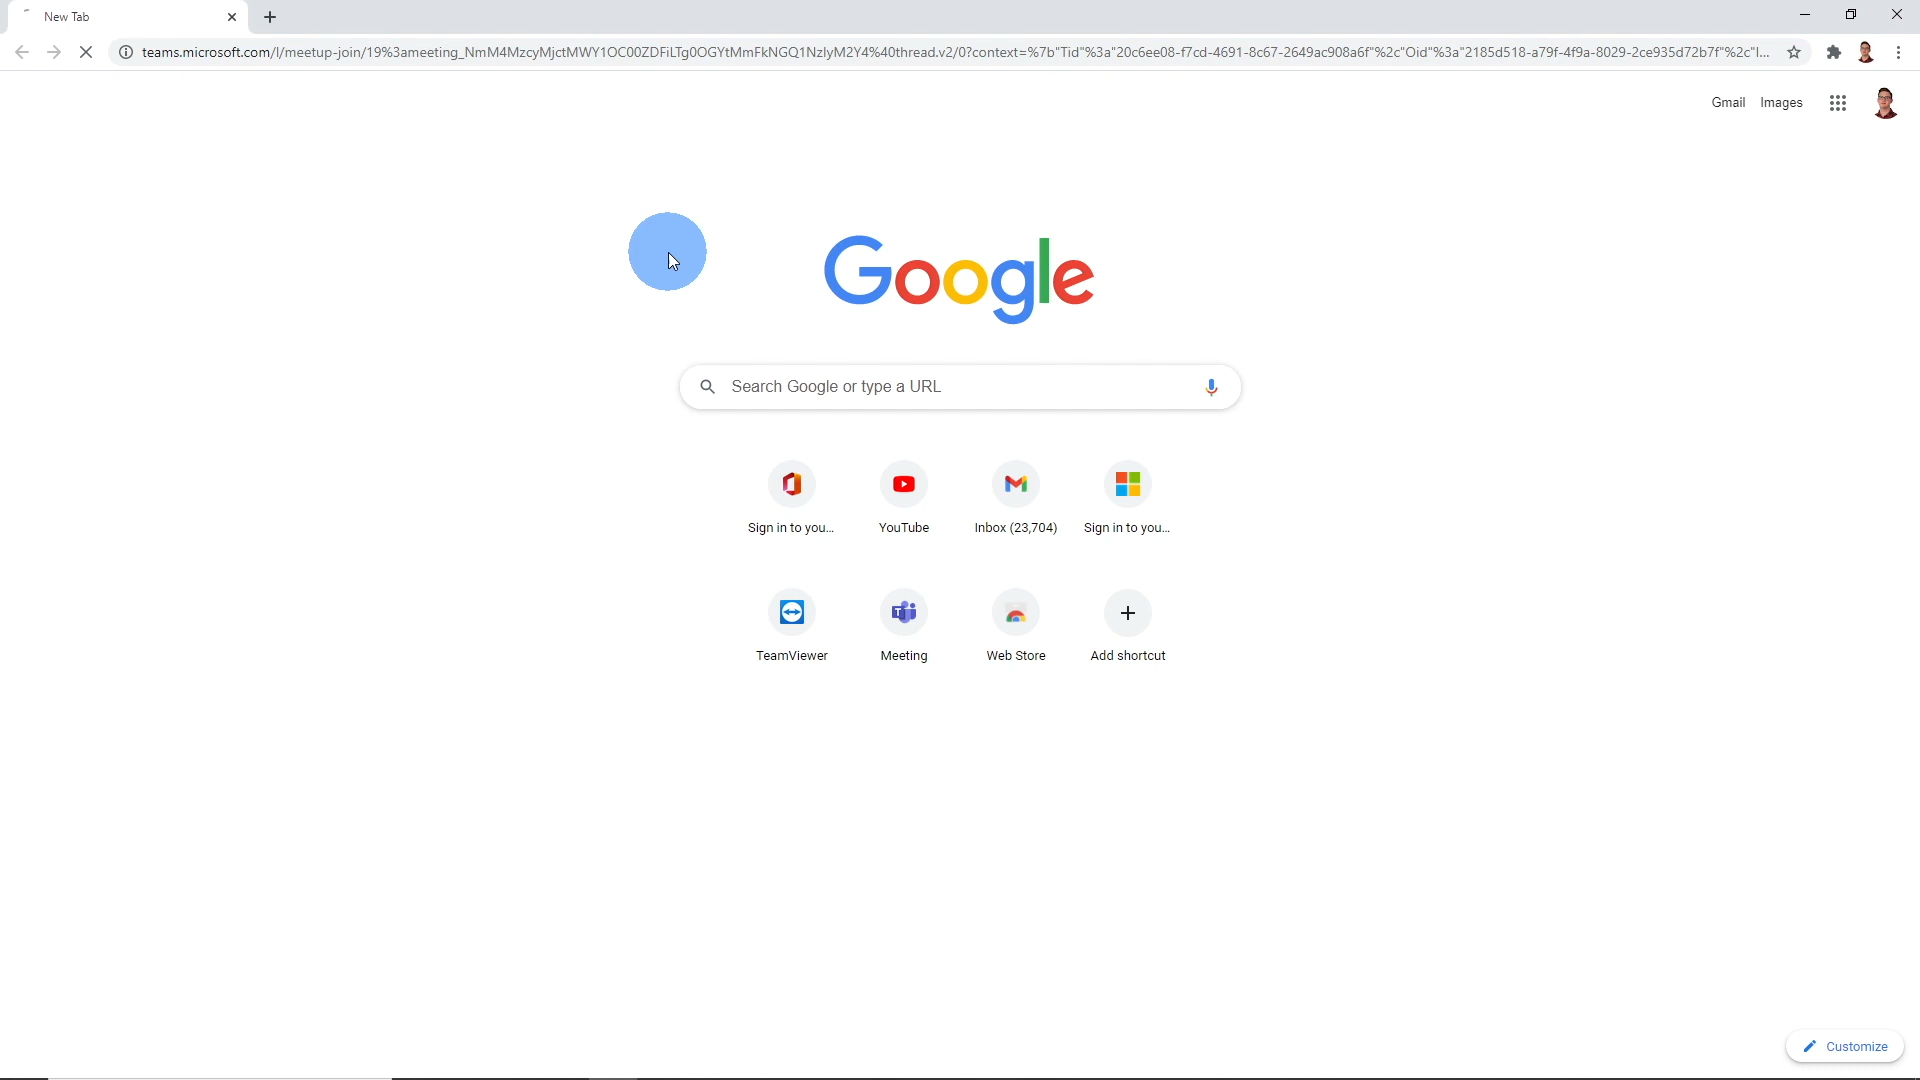 New Tab
teams.microsoft.com/l/meetup-join/19%3ameeting_NmM4MzcyMjctMWY1OC00ZDFiLTg0OGYtMmFkNGQ1NzIyM2Y4%40thread.v2/0?context=%7b"Tid"%3a"20c6ee08-f7cd-4691-8c67-2649ac908a6f"%2c"Oid"%3a"2185d518-a79f-4f9a-8029-2ce935d72b7f"%2c"I...
Gmail Images
Google
Search Google or type a URL
Sign in to you... YouTube Inbox (23,704) Sign in to you...
TeamViewer Meeting Web Store Add shortcut
Customize